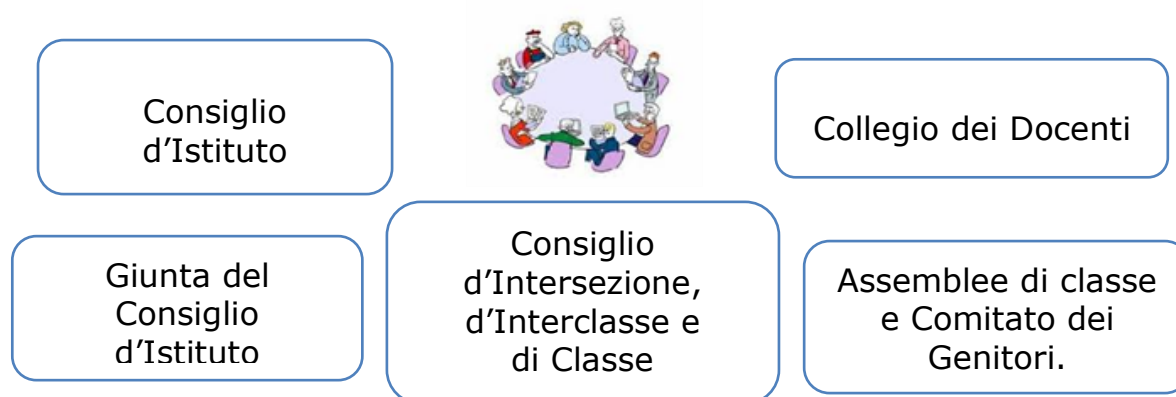 Consiglio
d’Istituto
Collegio dei Docenti
Giunta del
Consiglio
d’Istituto
Consiglio
d’Intersezione,
d’Interclasse e
di Classe
Assemblee di classe
e Comitato dei
Genitori.